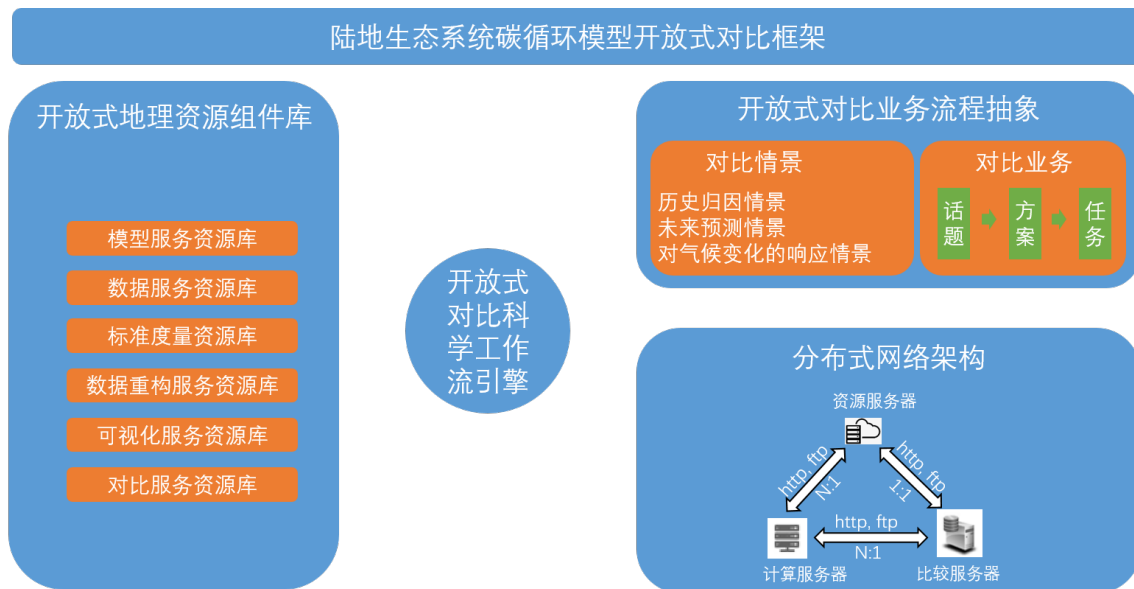 陆地生态系统碳循环模型开放式对比框架
开放式地理资源组件库
模型服务资源库
数据服务资源库
标准度量资源库
数据重构服务资源库
可视化服务资源库
对比服务资源库
开放式
对比科
学工作
流引擎
开放式对比业务流程抽象
对比情景
历史归因情景
未来预测情景
对气候变化的响应情景
对比业务
话题
方案
任务
分布式网络架构
资源服务器
http, ftp
N:1
http, ftp
1:1
http, ftp
N:1
计算服务器
比较服务器